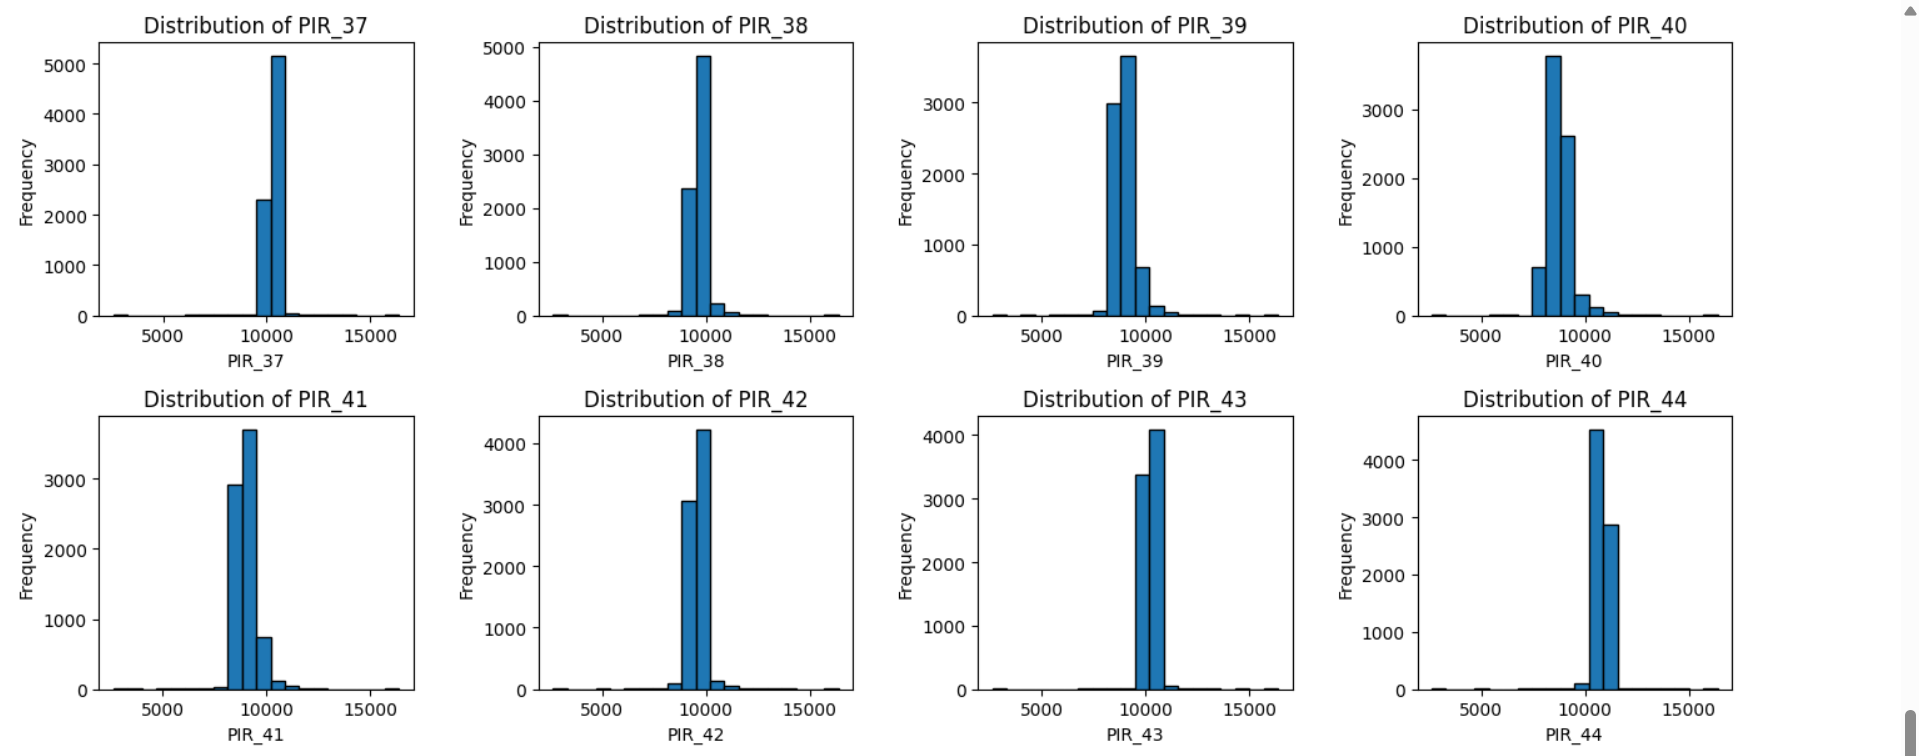 Distribution of PIR_37
Frequency
5000
4000
3000
2000
1000
0
5000 10000 15000
PIR_37
Distribution of PIR_38
Frequency
5000
4000
3000
2000
1000
0
5000 10000 15000
PIR_38
Distribution of PIR_39
Frequency
3000
2000
1000
0
5000 10000 15000
PIR_39
Distribution of PIR_40
Frequency
3000
2000
1000
0
5000 10000 15000
PIR_40
Distribution of PIR_41
Frequency
3000
2000
1000
0
5000 10000 15000
PIR_41
Distribution of PIR_42
Frequency
4000
3000
2000
1000
0
5000 10000 15000
PIR_42
Distribution of PIR_43
Frequency
4000
3000
2000
1000
0
5000 10000 15000
PIR_43
Distribution of PIR_44
Frequency
4000
3000
2000
1000
0
5000 10000 15000
PIR_44